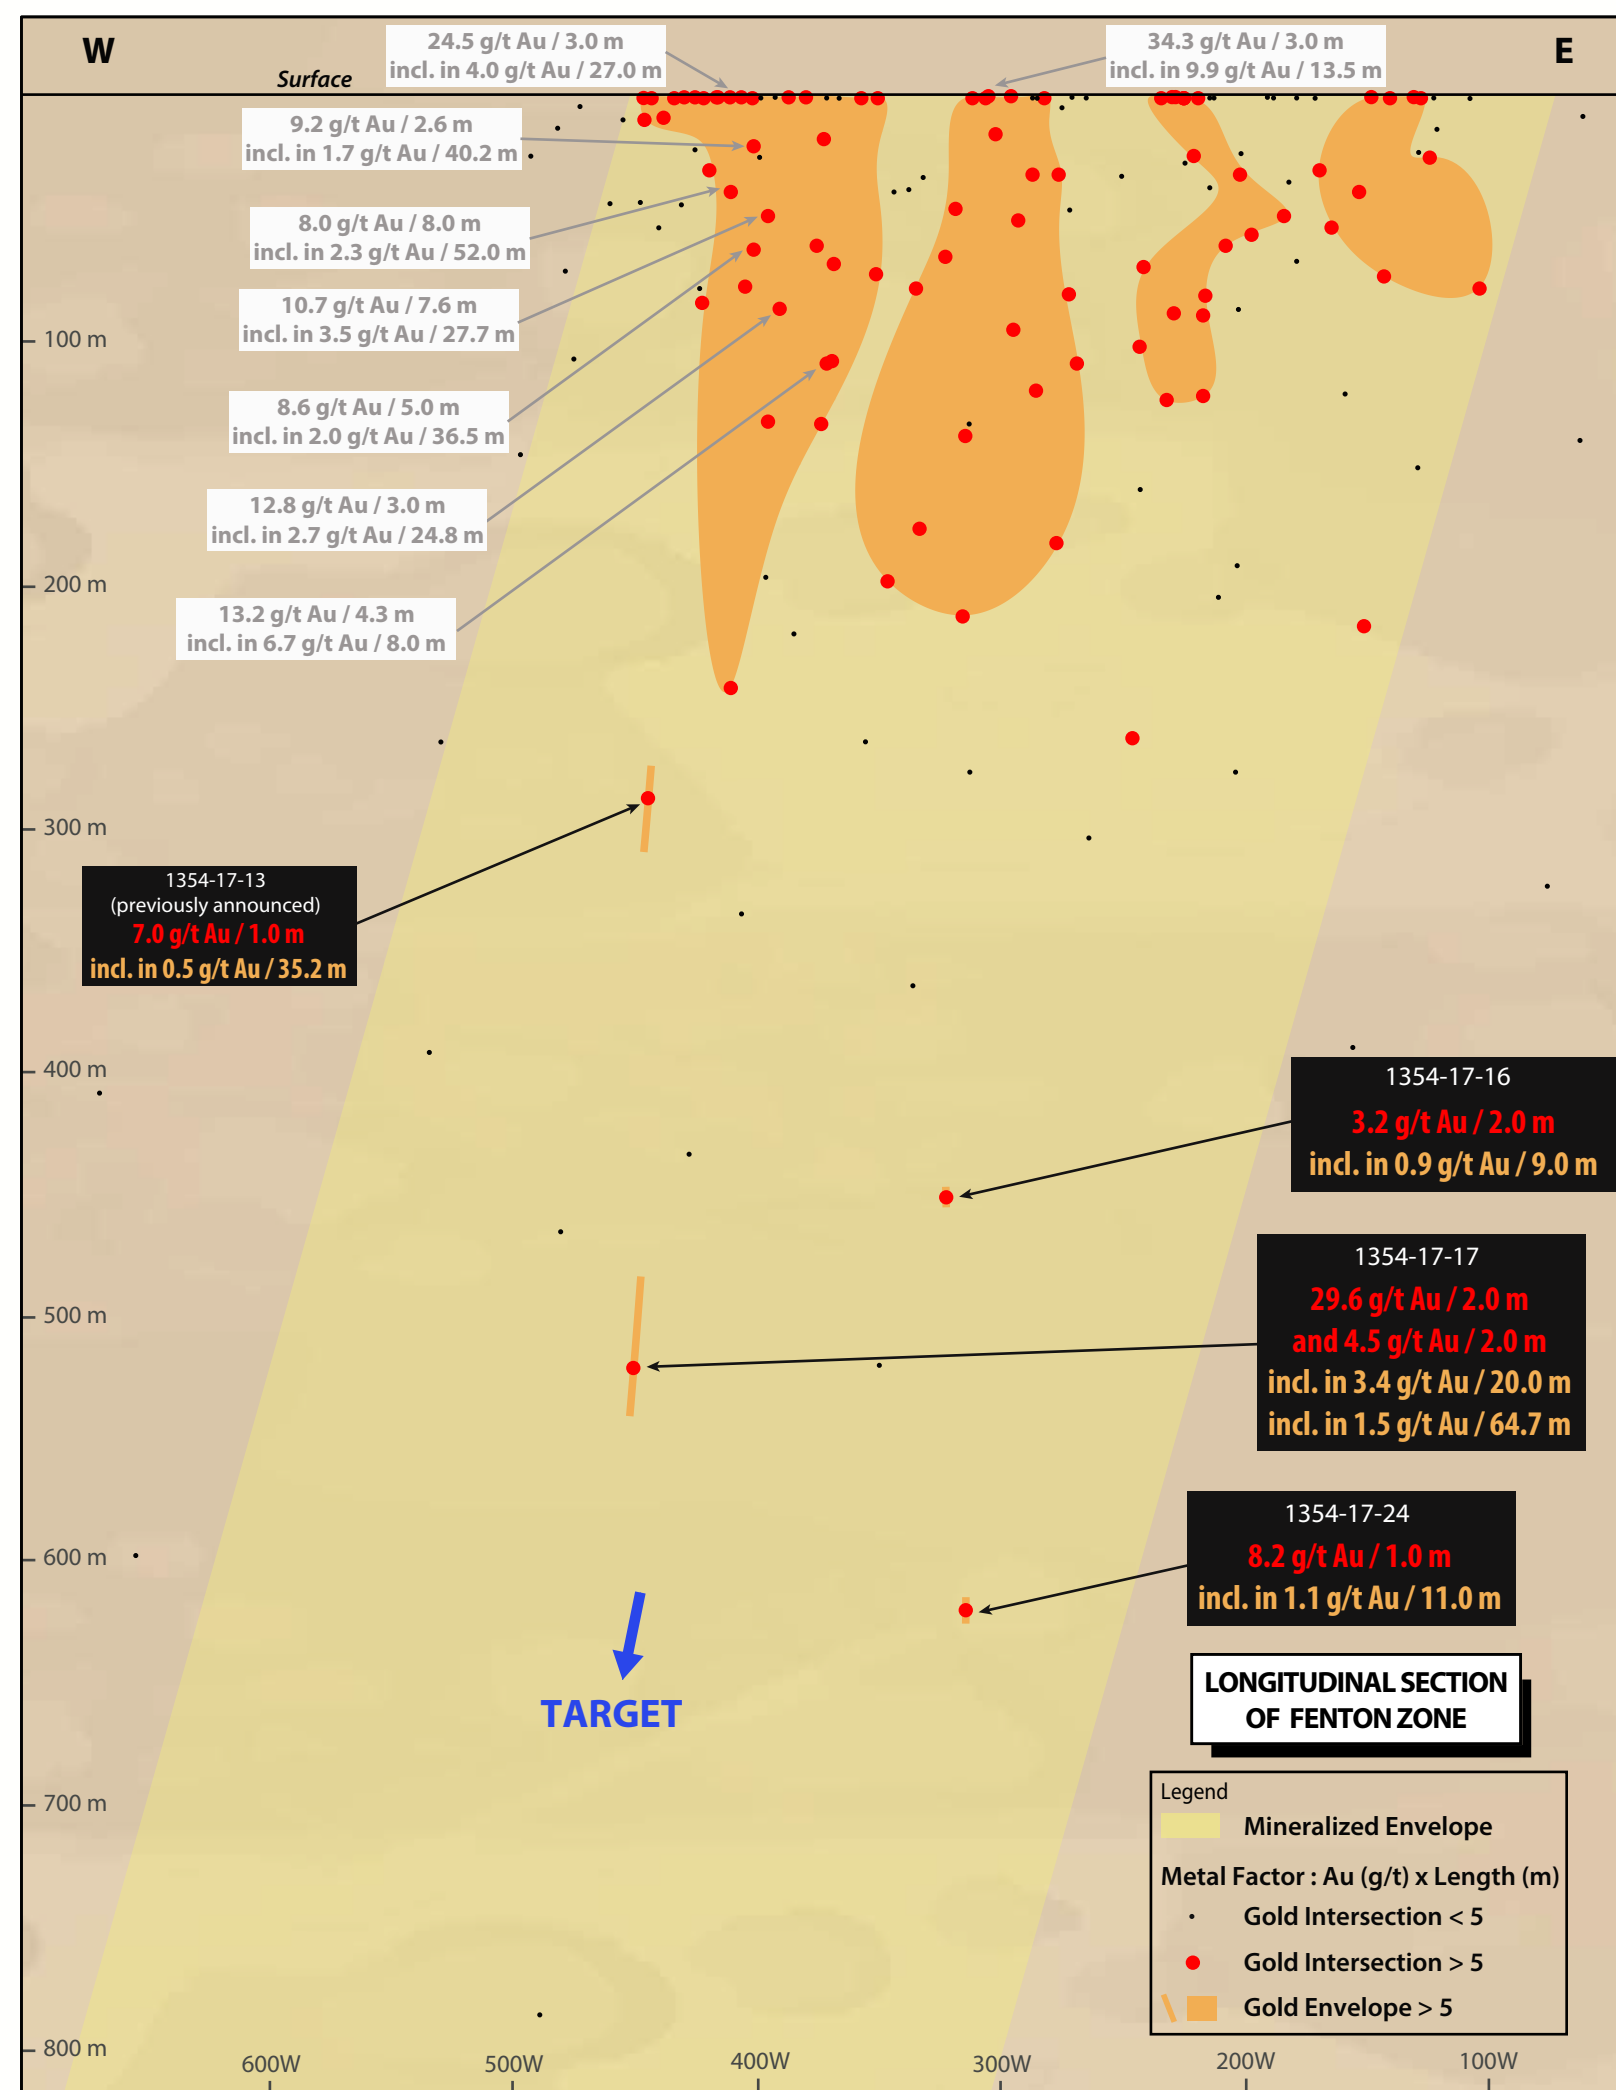 W
E
Surface
24.5 g/t Au / 3.0 m
incl. in 4.0 g/t Au / 27.0 m
34.3 g/t Au / 3.0 m
incl. in 9.9 g/t Au / 13.5 m
9.2 g/t Au / 2.6 m
incl. in 1.7 g/t Au / 40.2 m
8.0 g/t Au / 8.0 m
incl. in 2.3 g/t Au / 52.0 m
10.7 g/t Au / 7.6 m
incl. in 3.5 g/t Au / 27.7 m
100 m
8.6 g/t Au / 5.0 m
incl. in 2.0 g/t Au / 36.5 m
12.8 g/t Au / 3.0 m
incl. in 2.7 g/t Au / 24.8 m
200 m
13.2 g/t Au / 4.3 m
incl. in 6.7 g/t Au / 8.0 m
300 m
1354-17-13
(previously announced)
7.0 g/t Au / 1.0 m
incl. in 0.5 g/t Au / 35.2 m
400 m
1354-17-16
3.2 g/t Au / 2.0 m
incl. in 0.9 g/t Au / 9.0 m
500 m
1354-17-17
29.6 g/t Au / 2.0 m
and 4.5 g/t Au / 2.0 m
incl. in 3.4 g/t Au / 20.0 m
incl. in 1.5 g/t Au / 64.7 m
600 m
1354-17-24
8.2 g/t Au / 1.0 m
incl. in 1.1 g/t Au / 11.0 m
TARGET
LONGITUDINAL SECTION
OF FENTON ZONE
700 m
Legend
Mineralized Envelope
Metal Factor : Au (g/t) x Length (m)
Gold Intersection < 5
Gold Intersection > 5
Gold Envelope > 5
800 m
600W
500W
400W
300W
200W
100W